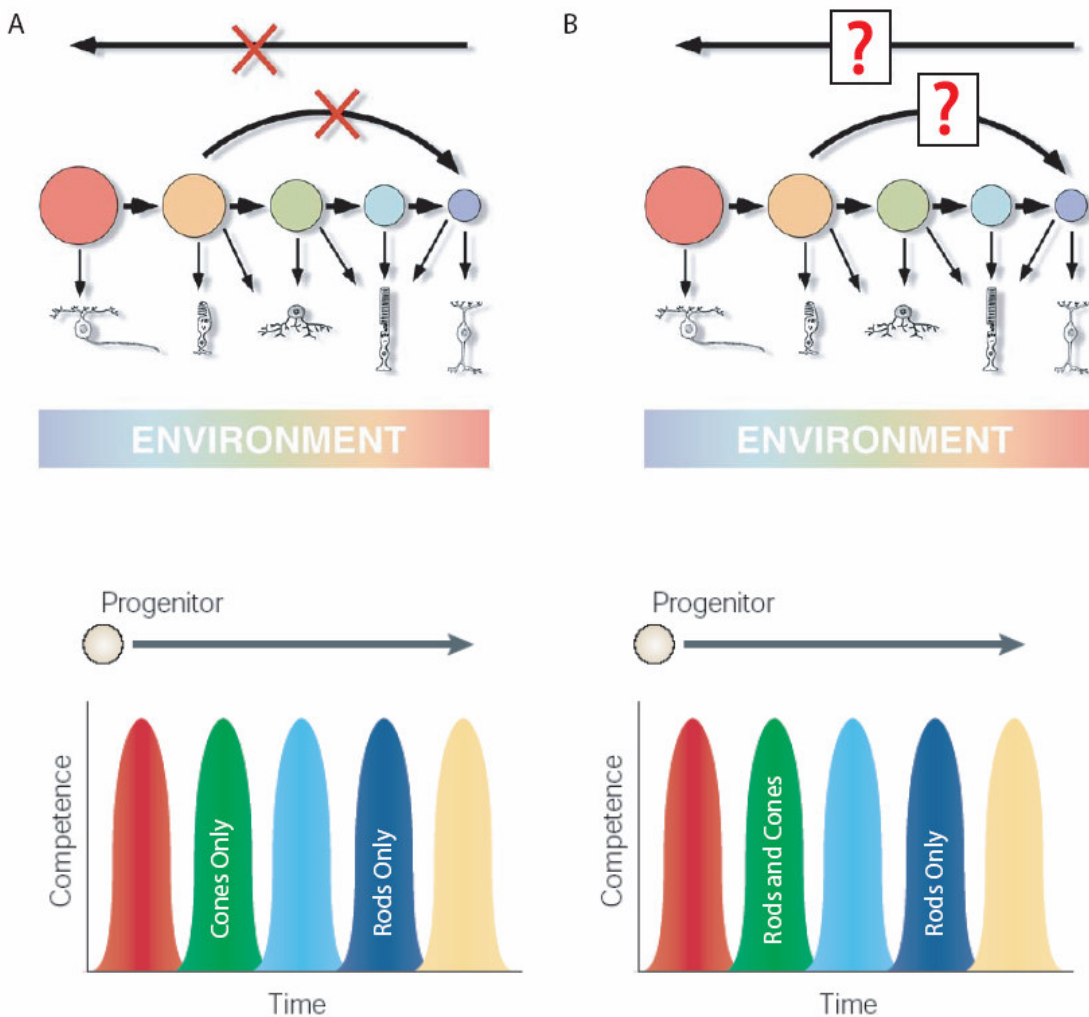 A
B
?
?
ENVIRONMENT
ENVIRONMENT
Progenitor
Progenitor
Competence
Cones Only
Rods Only
Time
Competence
Rods and Cones
Rods Only
Time